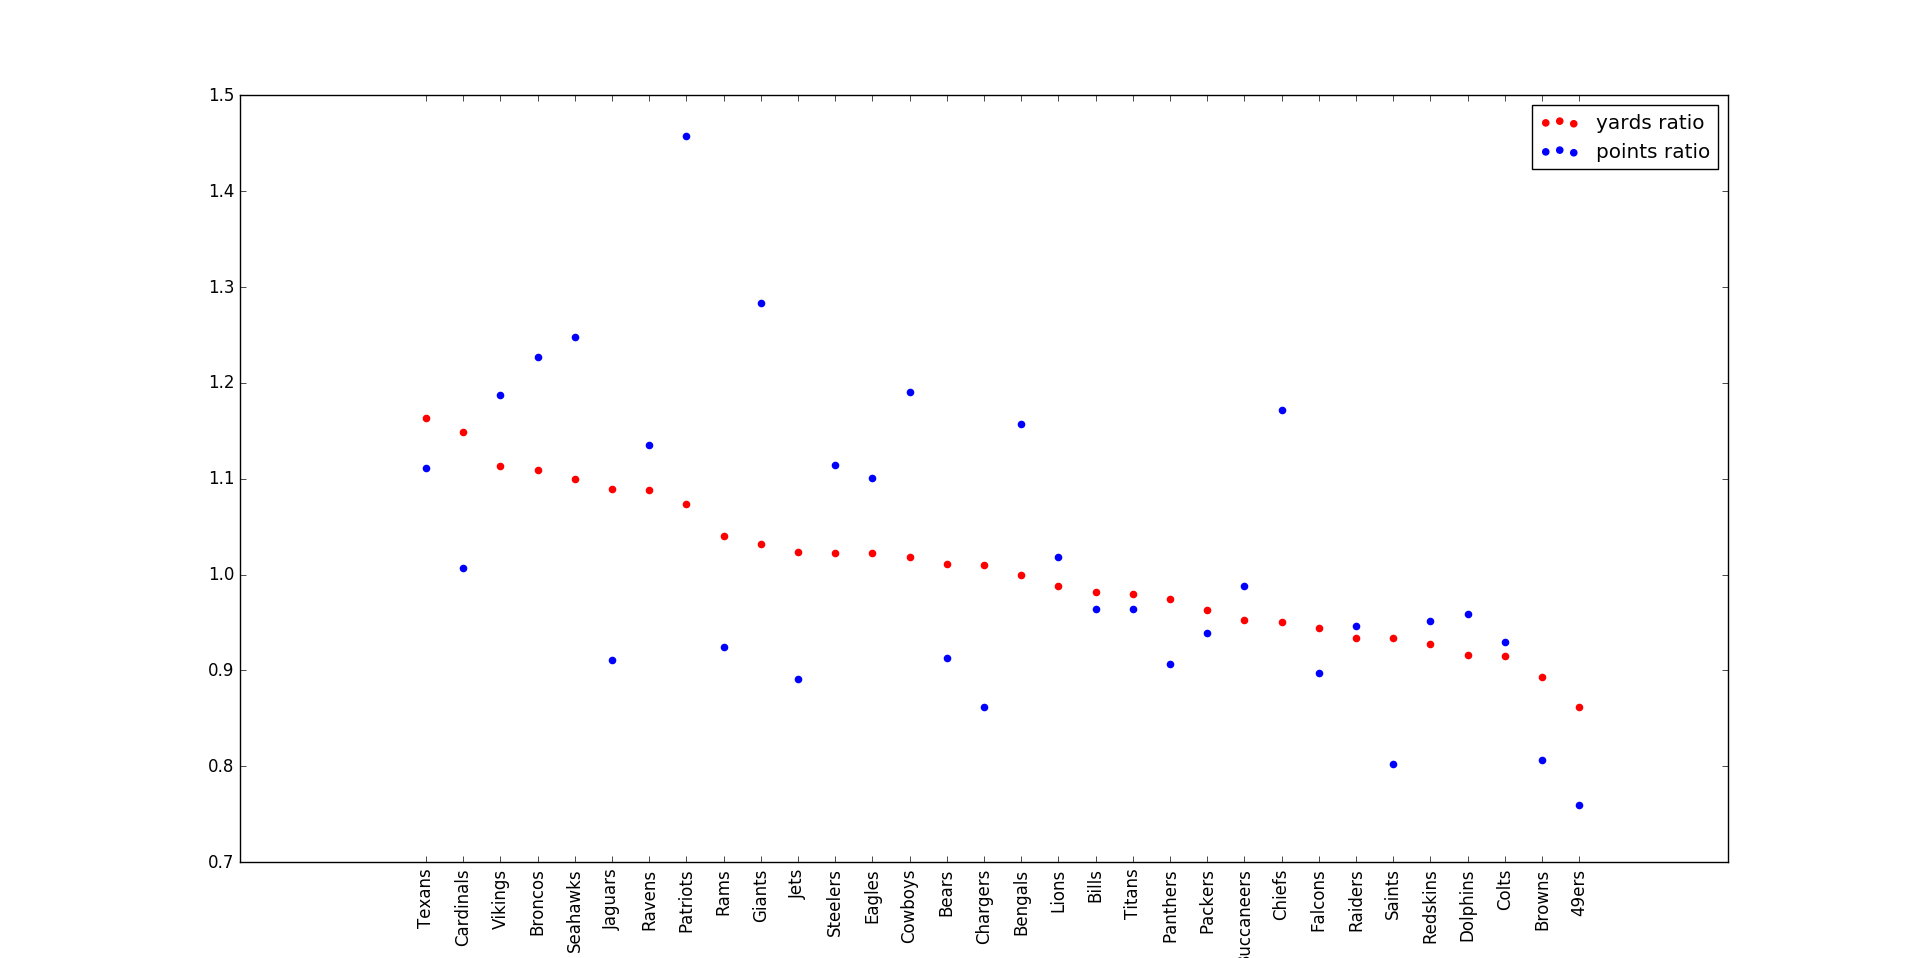 1.5
1.4
1.3
1.2
1.1
1.0
0.9
0.8
0.7
yards ratio
points ratio
Texans
Cardinals
Vikings
Broncos
Seahawks
Jaguars
Ravens
Patriots
Rams
Giants
Jets
Steelers
Eagles
Cowboys
Bears
Chargers
Bengals
Lions
Bills
Titans
Panthers
Packers
uccaneers
Chiefs
Falcons
Raiders
Saints
Redskins
Dolphins
Colts
Browns
49ers